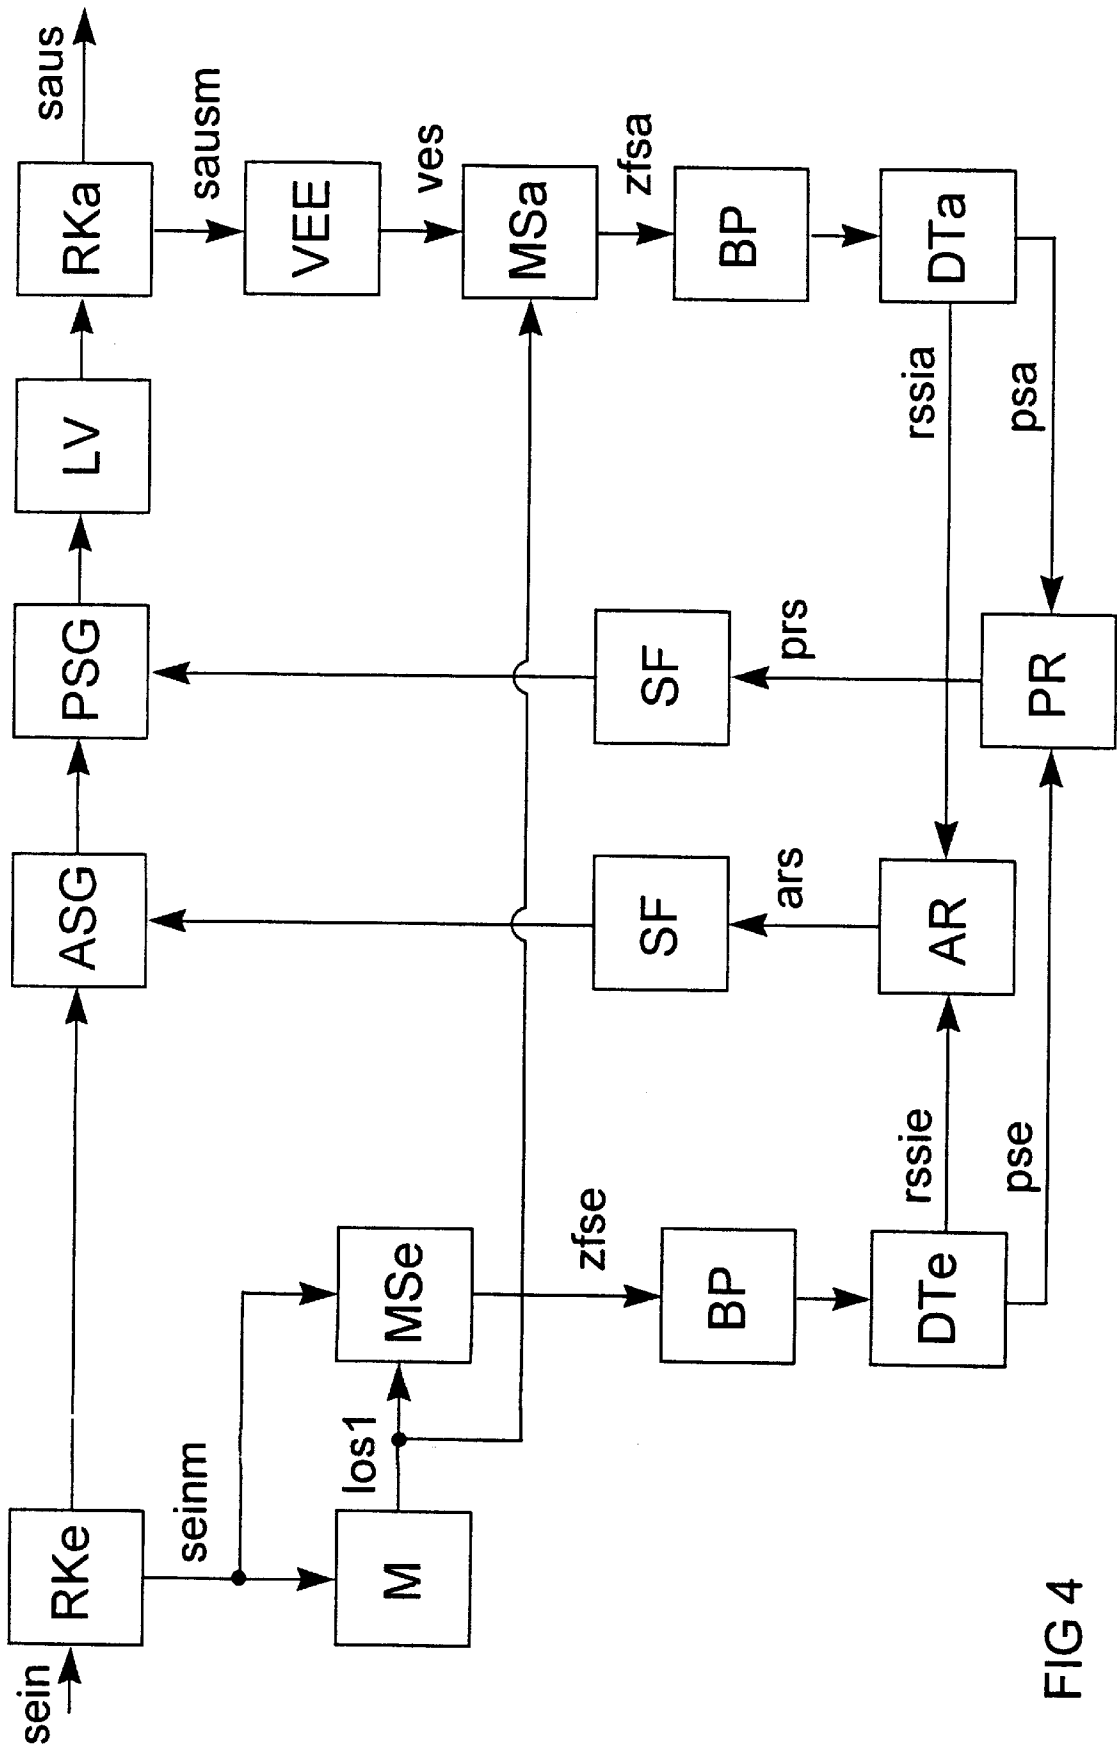 sein
RKe
ASG
PSG
LV
RKa
saus
seinm
sausm
M
los1
MSe
VEE
ves
MSa
zfse
SF
SF
zfsa
BP
ars
prs
BP
DTe
rssie
AR
rssia
DTa
pse
PR
psa
FIG 4